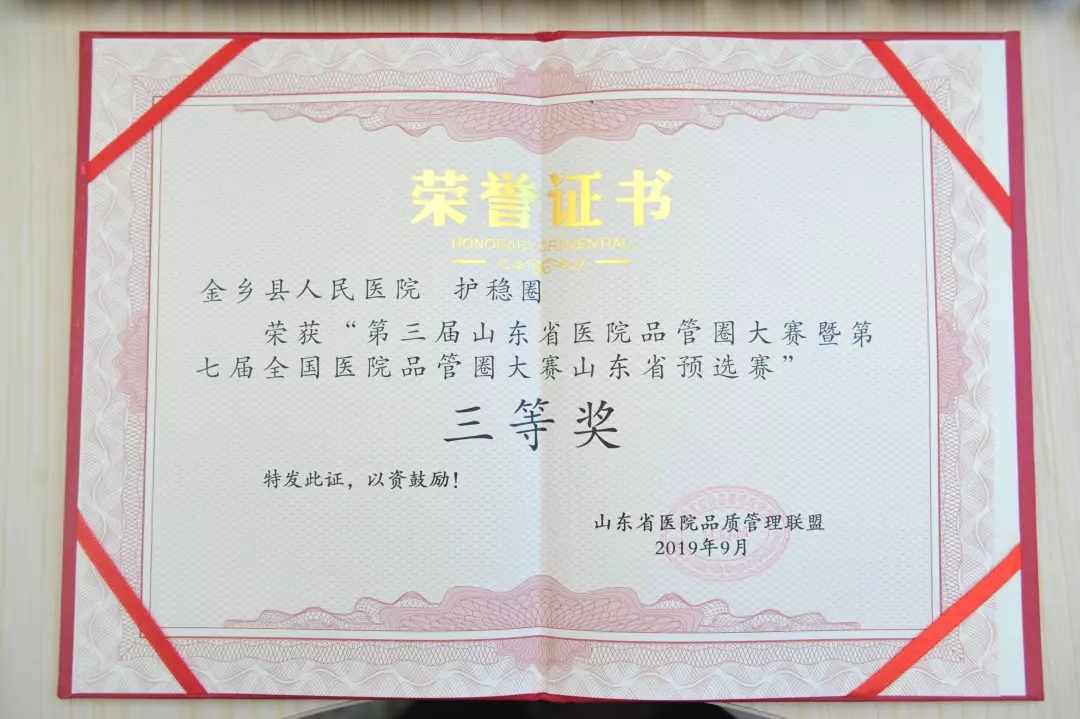 荣誉证书
HONORARY CREDENTIAL
金乡县人民医院 护稳圈
荣获“第三届山东省医院品管圈大赛暨第
七届全国医院品管圈大赛山东省预选赛”
三等奖
特发此证，以资鼓励！
山东省医院品质管理联盟
2019年9月